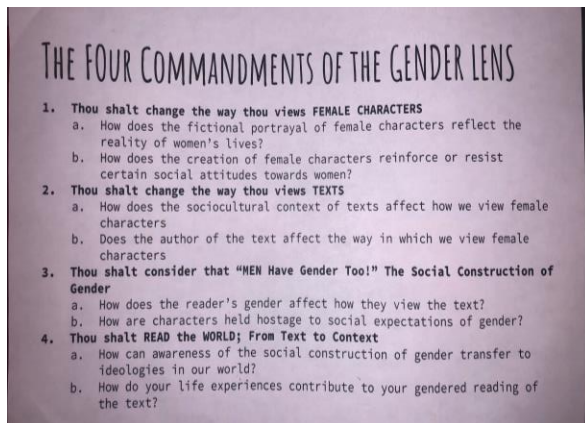 THE FOUR COMMANDMENTS OF THE GENDER LENS
1. Thou shalt change the way thou views FEMALE CHARACTERS
a. How does the fictional portrayal of female characters reflect the
reality of women's lives?
b. How does the creation of female characters reinforce or resist
certain social attitudes towards women?
2. Thou shalt change the way thou views TEXTS
a. How does the sociocultural context of texts affect how we view female
characters
b. Does the author of the text affect the way in which we view female
characters
3. Thou shalt consider that “MEN Have Gender Too!” The Social Construction of
Gender
a. How does the reader's gender affect how they view the text?
b. How are characters held hostage to social expectations of gender?
4. Thou shalt READ the WORLD; From Text to Context
a. How can awareness of the social construction of gender transfer to
ideologies in our world?
b. How do your life experiences contribute to your gendered reading of
the text?